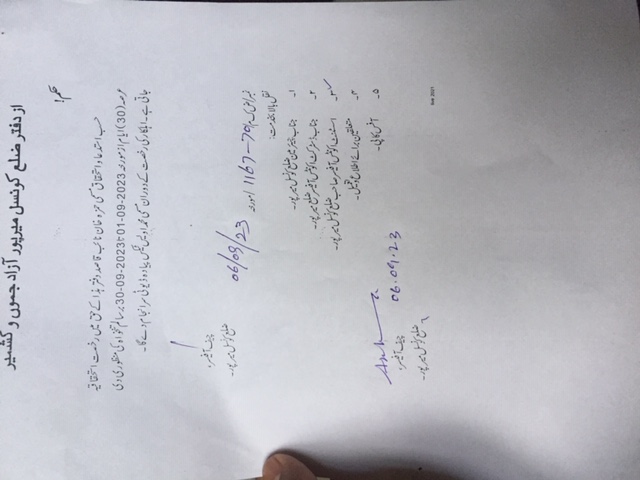 از دفتر ضلع کونسل میرپور آزاد جموں و کشمیر
حکم!
حسب استدعا و استحقاق مسمی حمزہ خان نائب قاصد دفتر ہذا کے حق میں رخصت استحقاقیہ
عرصہ (30) ایام از مورخہ 2023-09-01 تا 2023-09-30 بر سالم تنخواہ کی منظوری دی
جاتی ہے۔ اہلکار کی رخصت کے دوران مسمی محمد اویس ٹیکس پیادہ ڈیوٹی سرانجام دے گا۔
چیف آفیسر،
ضلع کونسل میرپور۔
نمبر/ض ک م/ 1167-70 /مورخہ 06/09/23
نقل بالا بخدمت:
۱۔ جناب چیئرمین ضلع کونسل میرپور۔
۲۔ جناب ڈسٹرکٹ اکاؤنٹس آفیسر ضلع میرپور۔
۳۔ اسسٹنٹ اکاؤنٹس آفیسر صاحب ضلع کونسل میرپور۔
۴۔ متعلقین برائے اطلاع و تعمیل۔
۵۔ آفس کاپی۔
06.09.23
چیف آفیسر،
ضلع کونسل میرپور۔
2021